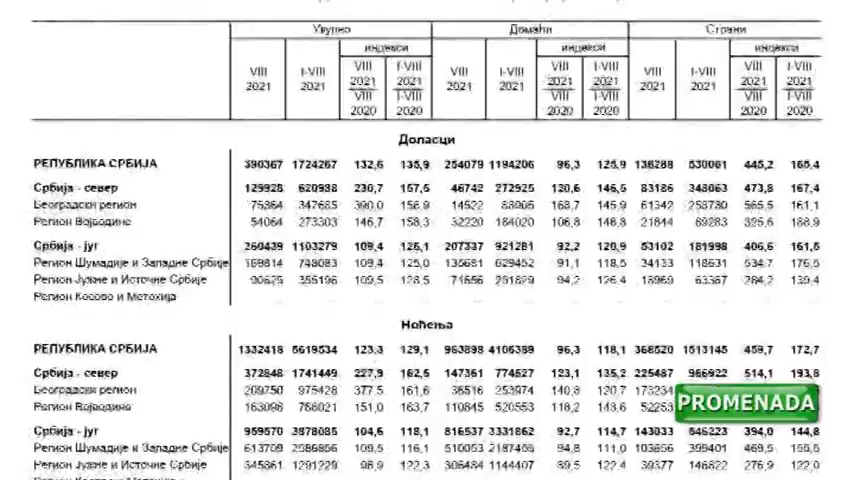 Укупно Домаћи Страни
индекси индекси индекси
VIII 2021 I-VIII 2021 VIII 2021 VIII 2020 I-VIII 2021 I-VIII 2020 VIII 2021 I-VIII 2021 VIII 2021 VIII 2020 I-VIII 2021 I-VIII 2020 VIII 2021 I-VIII 2021 VIII 2021 VIII 2020 I-VIII 2021 I-VIII 2020
Доласци
РЕПУБЛИКА СРБИЈА 390367 1724267 132,6 135,9 254079 1194206 96,3 125,9 136288 530061 445,2 165,4
Србија - север 129928 620988 230,7 157,5 46742 272925 120,6 146,5 83186 348063 473,8 167,4
Београдски регион 75864 347685 390,0 156,9 14522 88905 168,7 145,9 61342 258780 565,5 161,1
Регион Војводине 54064 273303 146,7 158,3 32220 184020 106,8 146,8 21844 89283 325,6 188,9
Србија - југ 260439 1103279 109,4 126,1 207337 921281 92,2 120,9 53102 181998 406,6 161,5
Регион Шумадије и Западне Србије 169814 748083 109,4 125,0 135681 629452 91,1 118,5 34133 118631 534,7 176,5
Регион Јужне и Источне Србије 90625 355196 109,5 128,5 71656 291829 94,2 126,4 18969 63367 284,2 139,4
Регион Косово и Метохија
Ноћења
РЕПУБЛИКА СРБИЈА 1332418 5619534 123,3 129,1 963898 4106389 96,3 118,1 368520 1513145 459,7 172,7
Србија - север 372848 1741449 227,9 162,5 147361 774527 123,1 135,2 225487 966922 514,1 193,8
Београдски регион 209750 975428 377,5 161,6 36516 253974 140,8 120,7 173234
Регион Војводине 163098 766021 151,0 163,7 110845 520553 118,2 143,6 52253
PROMENADA
Србија - југ 959570 3878085 104,6 118,1 816537 3331862 92,7 114,7 143033 546223 394,0 144,8
Регион Шумадије и Западне Србије 613709 2586856 109,5 116,1 510053 2187455 94,8 111,0 103656 399401 469,5
Регион Јужне и Источне Србије 345861 1291229 96,9 122,3 306484 1144407 89,5 122,4 39377 146822 276,9 122,0